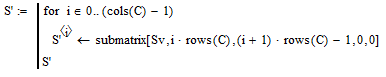 S' := for i ∈ 0.. (cols(C) − 1)
S'⟨i⟩ ← submatrix[Sv,i · rows(C),(i + 1) · rows(C) − 1,0,0]
S'